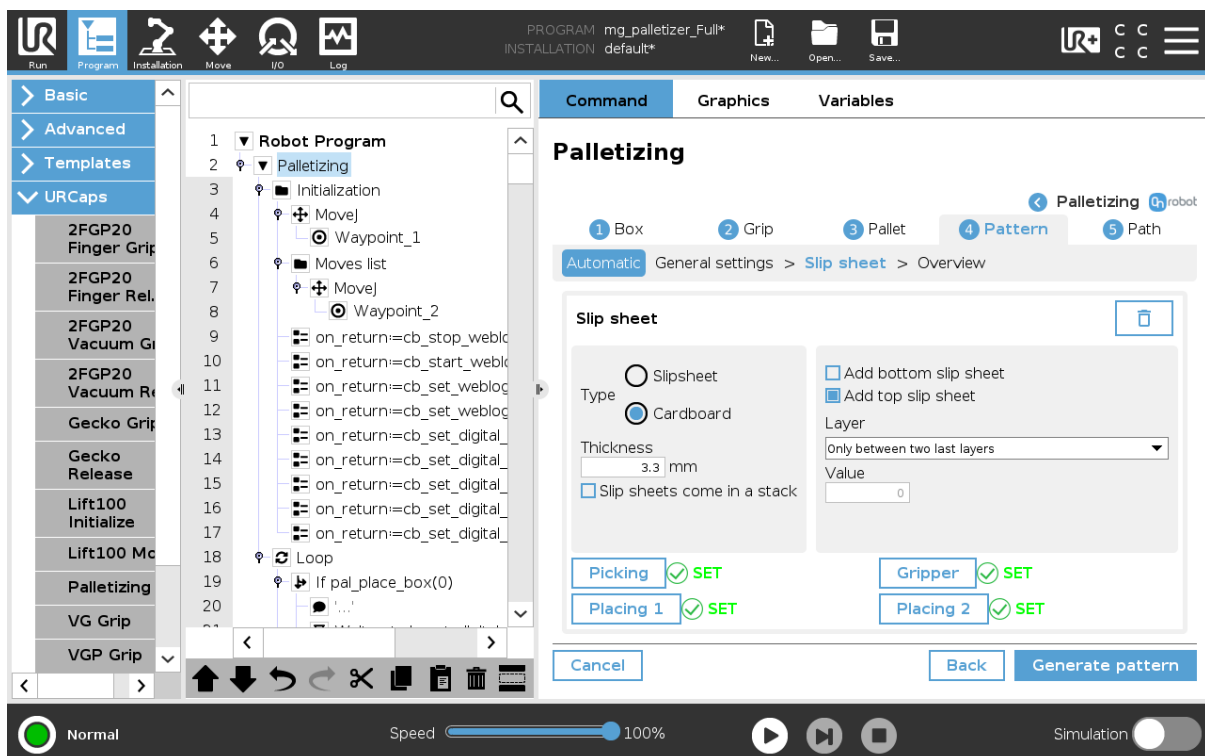 UR
PROGRAM mg_palletizer_Full*
INSTALLATION default*
UR+
C C
C C
Run
Program
Installation
Move
I/O
Log
New...
Open...
Save...
Basic
Advanced
Templates
URCaps
2FGP20
Finger Grip
2FGP20
Finger Rel.
2FGP20
Vacuum Gr
2FGP20
Vacuum Re
Gecko Grip
Gecko
Release
Lift100
Initialize
Lift100 Mo
Palletizing
VG Grip
VGP Grip
1 Robot Program
2 Palletizing
3 Initialization
4 MoveJ
5 Waypoint_1
6 Moves list
7 MoveJ
8 Waypoint_2
9 on_return:=cb_stop_weblo
10 on_return:=cb_start_weblo
11 on_return:=cb_set_weblog
12 on_return:=cb_set_weblog
13 on_return:=cb_set_digital_
14 on_return:=cb_set_digital_
15 on_return:=cb_set_digital_
16 on_return:=cb_set_digital_
17 on_return:=cb_set_digital_
18 Loop
19 If pal_place_box(0)
20 '...'
Command Graphics Variables
Palletizing
Palletizing Onrobot
1 Box 2 Grip 3 Pallet 4 Pattern 5 Path
Automatic General settings > Slip sheet > Overview
Slip sheet
Type
Slipsheet
Cardboard
Thickness
3.3 mm
Slip sheets come in a stack
Add bottom slip sheet
Add top slip sheet
Layer
Only between two last layers
Value
0
Picking SET Gripper SET
Placing 1 SET Placing 2 SET
Cancel Back Generate pattern
Normal Speed 100% Simulation